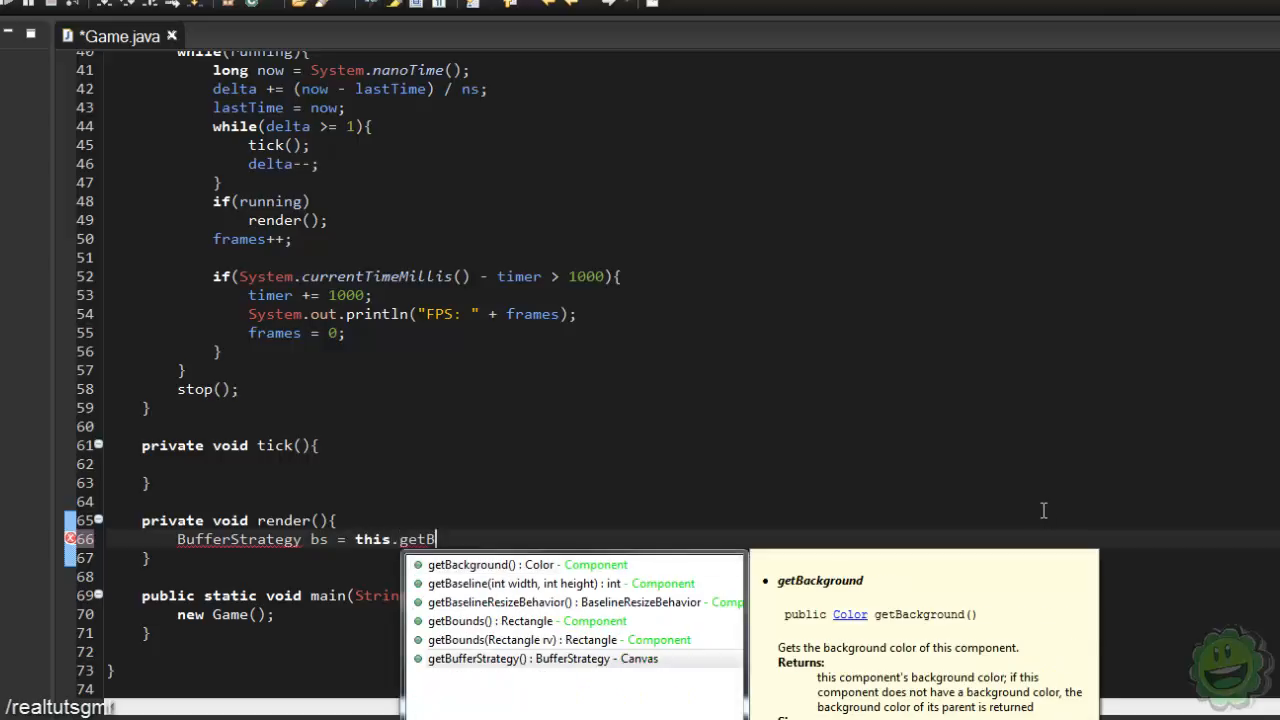 *Game.java
40 while(running){
41 long now = System.nanoTime();
42 delta += (now - lastTime) / ns;
43 lastTime = now;
44 while(delta >= 1){
45 tick();
46 delta--;
47 }
48 if(running)
49 render();
50 frames++;
51
52 if(System.currentTimeMillis() - timer > 1000){
53 timer += 1000;
54 System.out.println("FPS: " + frames);
55 frames = 0;
56 }
57 }
58 stop();
59 }
60
61 private void tick(){
62
63 }
64
65 private void render(){
66 BufferStrategy bs = this.getB
67 }
68
69 public static void main(Strin
70 new Game();
71 }
72
73 }
74
getBackground() : Color - Component
getBaseline(int width, int height) : int - Component
getBaselineResizeBehavior() : BaselineResizeBehavior - Comp
getBounds() : Rectangle - Component
getBounds(Rectangle rv) : Rectangle - Component
getBufferStrategy() : BufferStrategy - Canvas
getBackground
public Color getBackground()
Gets the background color of this component.
Returns:
this component's background color; if this
component does not have a background color, the
background color of its parent is returned
/realtutsgml